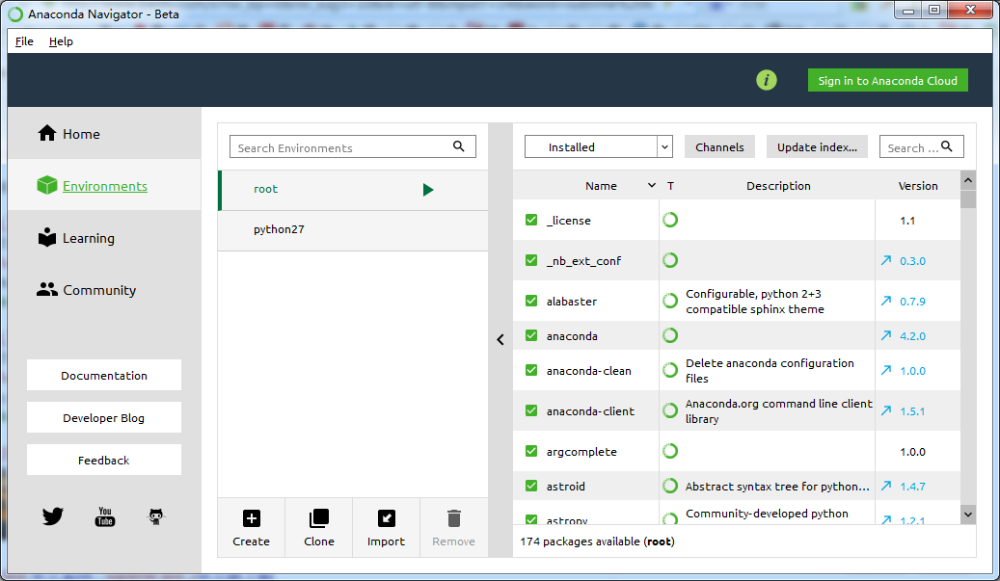 Anaconda Navigator - Beta
File Help
i Sign in to Anaconda Cloud
Home
Environments
Learning
Community
Documentation
Developer Blog
Feedback
You
Tube
Search Environments
root
python27
Create Clone Import Remove
Installed Channels Update index... Search ...
Name T Description Version
_license 1.1
_nb_ext_conf 0.3.0
alabaster Configurable, python 2+3 0.7.9
compatible sphinx theme
anaconda 4.2.0
anaconda-clean Delete anaconda configuration 1.0.0
files
anaconda-client Anaconda.org command line client 1.5.1
library
argcomplete 1.0.0
astroid Abstract syntax tree for python... 1.4.7
astropy Community-developed python 1.2.1
174 packages available (root)